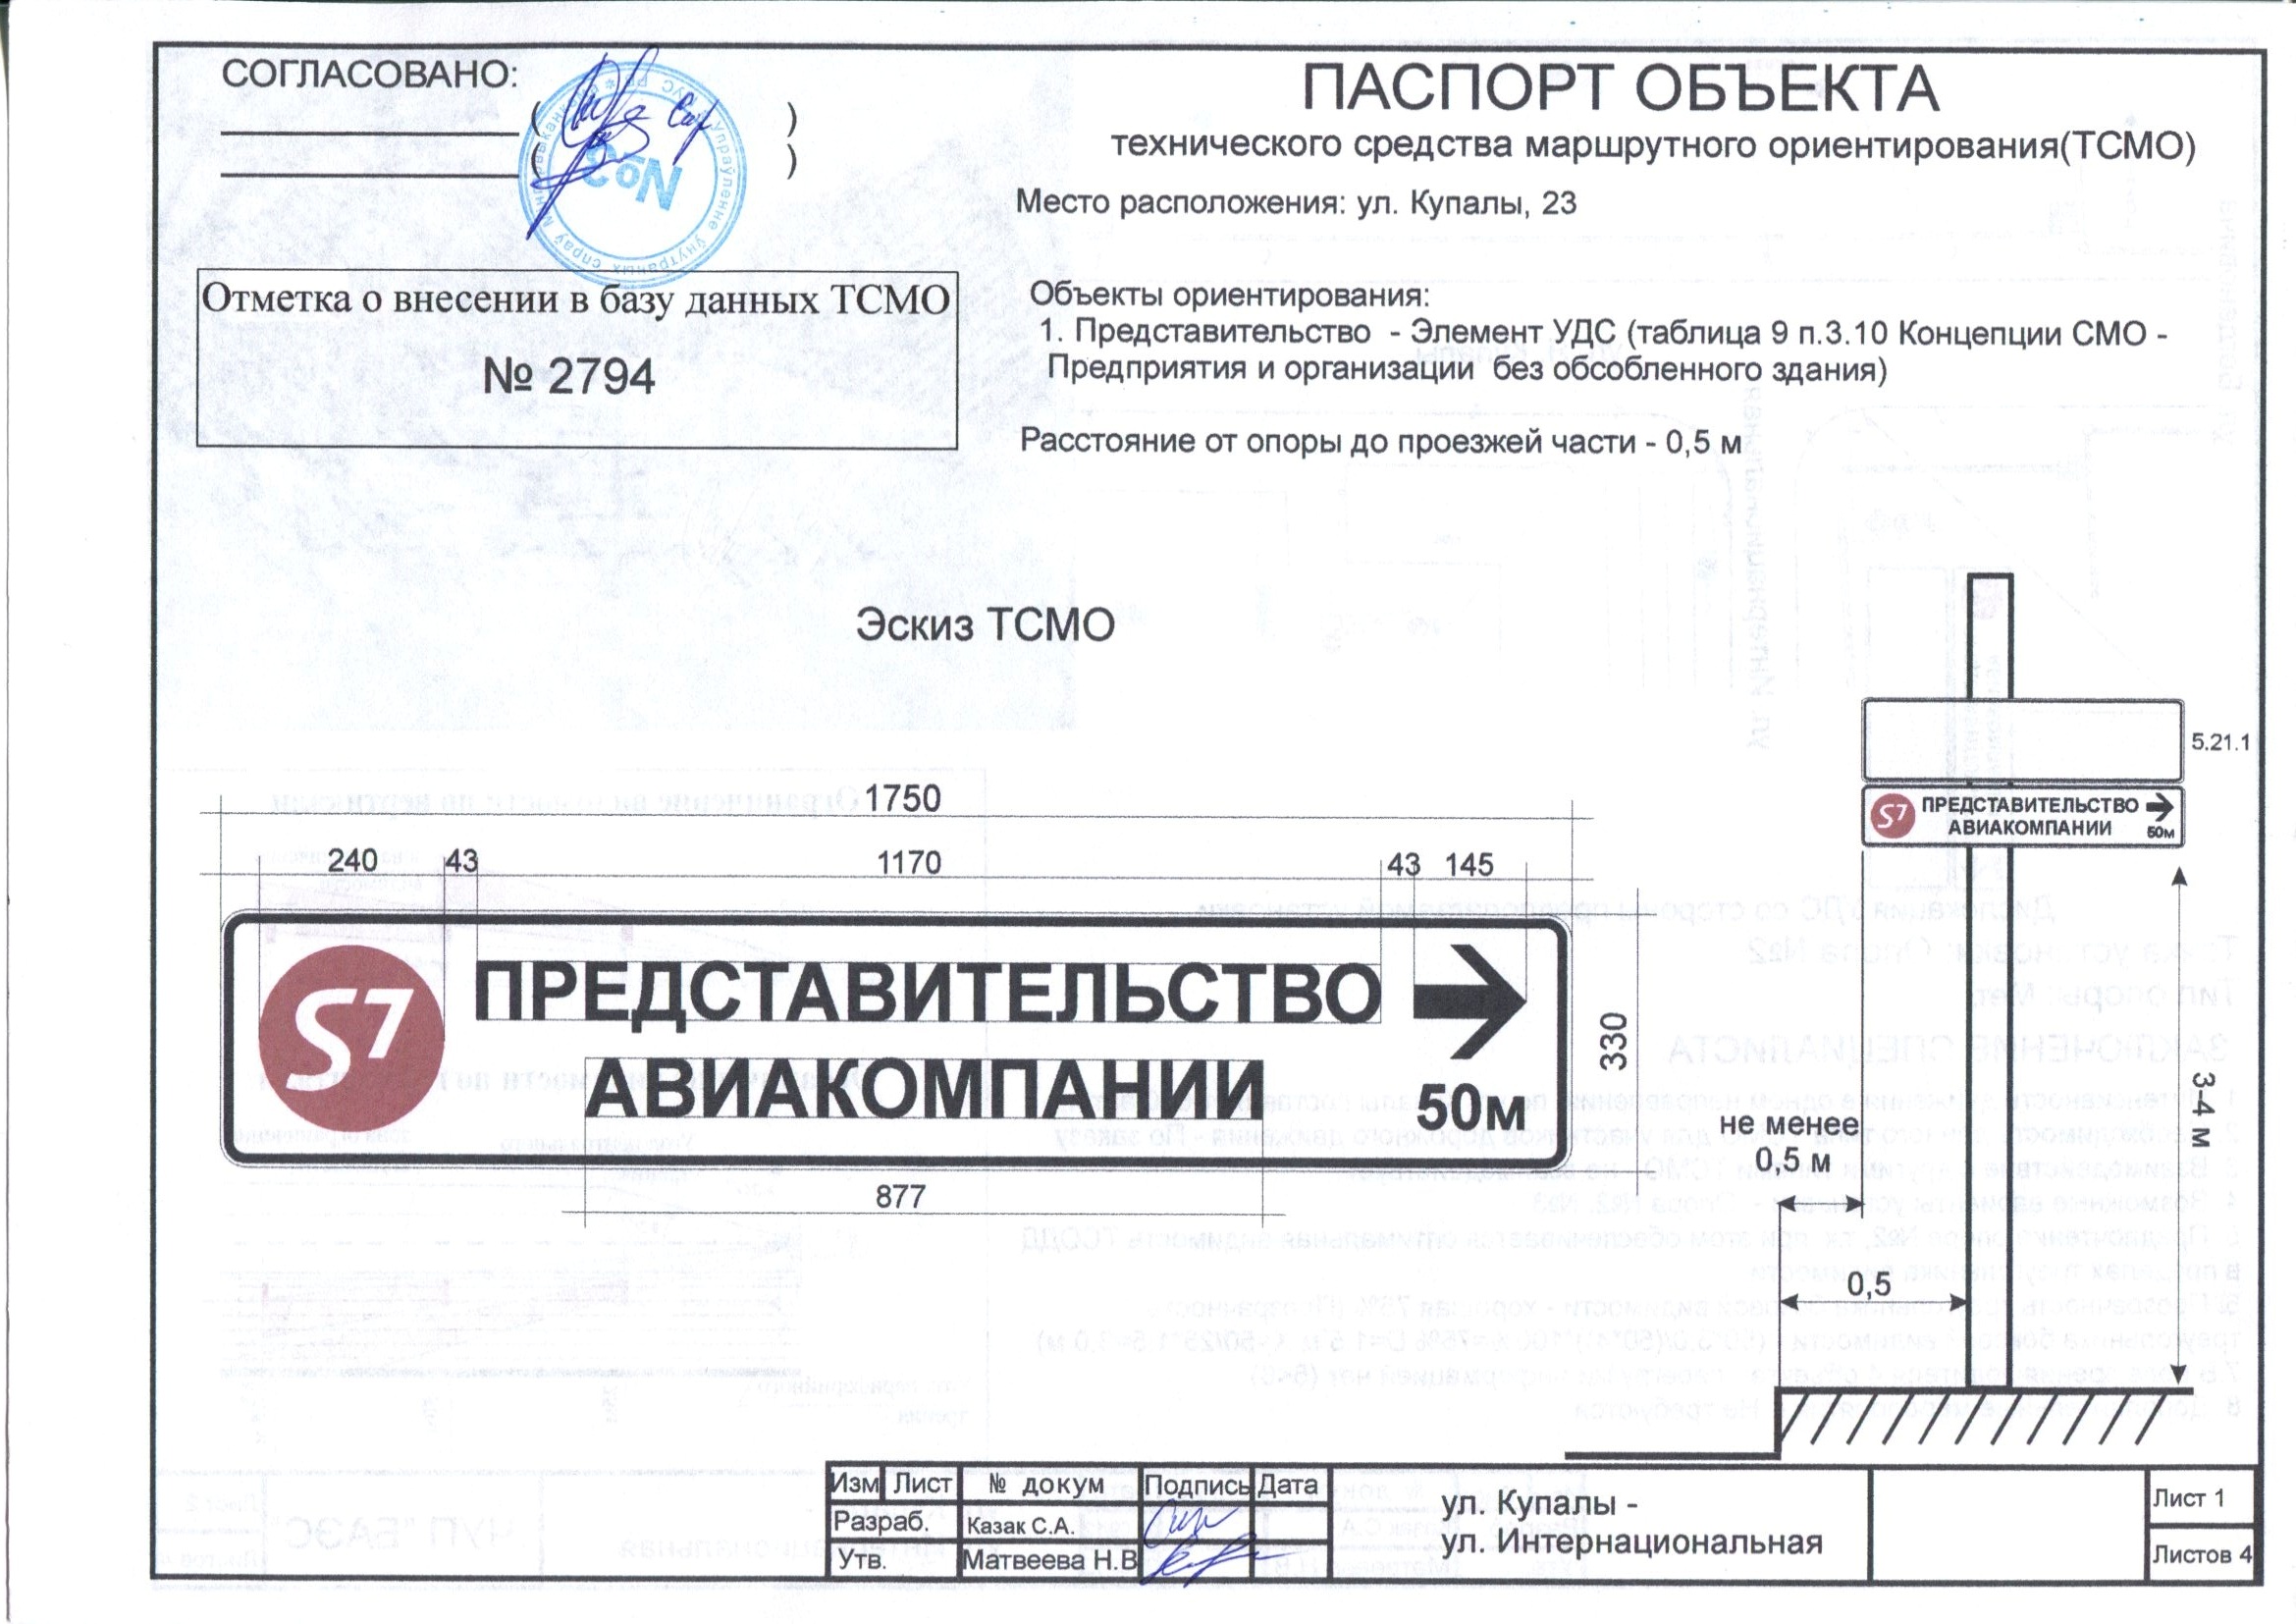 СОГЛАСОВАНО:
( )
( )
№3
ПАСПОРТ ОБЪЕКТА
технического средства маршрутного ориентирования(ТСМО)
Место расположения: ул. Купалы, 23
Отметка о внесении в базу данных ТСМО
№ 2794
Объекты ориентирования:
1. Представительство - Элемент УДС (таблица 9 п.3.10 Концепции СМО -
Предприятия и организации без обсобленного здания)
Расстояние от опоры до проезжей части - 0,5 м
Эскиз ТСМО
5.21.1
S7 ПРЕДСТАВИТЕЛЬСТВО
АВИАКОМПАНИИ 50м
1750
240 43 1170 43 145
S7 ПРЕДСТАВИТЕЛЬСТВО
АВИАКОМПАНИИ 50м
330
877
3-4 м
не менее
0,5 м
0,5
Изм Лист № докум Подпись Дата
Разраб. Казак С.А.
Утв. Матвеева Н.В
ул. Купалы -
ул. Интернациональная
Лист 1
Листов 4